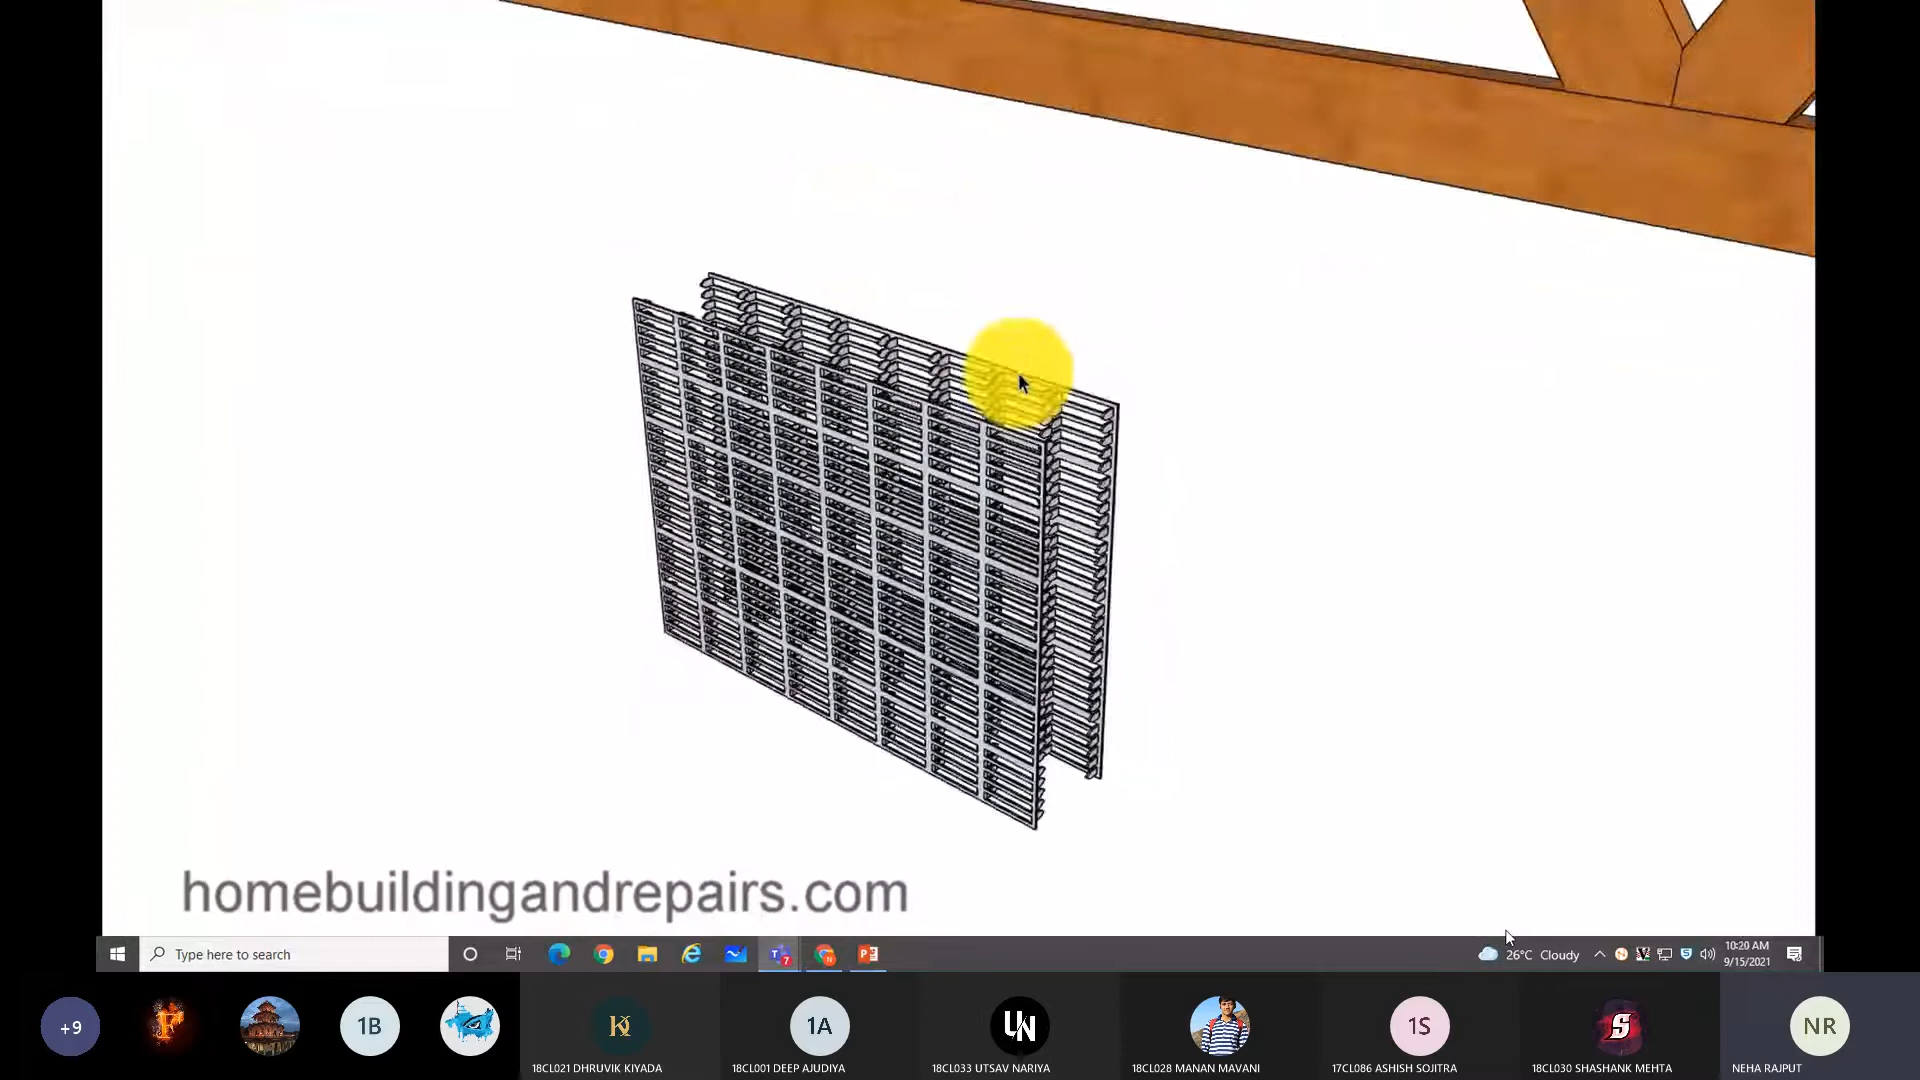 homebuildingandrepairs.com
Type here to search
26°C Cloudy
10:20 AM
9/15/2021
+9
1B
1A
UN
1S
S
NR
18CL021 DHRUVIK KIYADA
18CL001 DEEP AJUDIYA
18CL033 UTSAV NARIYA
18CL028 MANAN MAVANI
17CL086 ASHISH SOJITRA
18CL030 SHASHANK MEHTA
NEHA RAJPUT